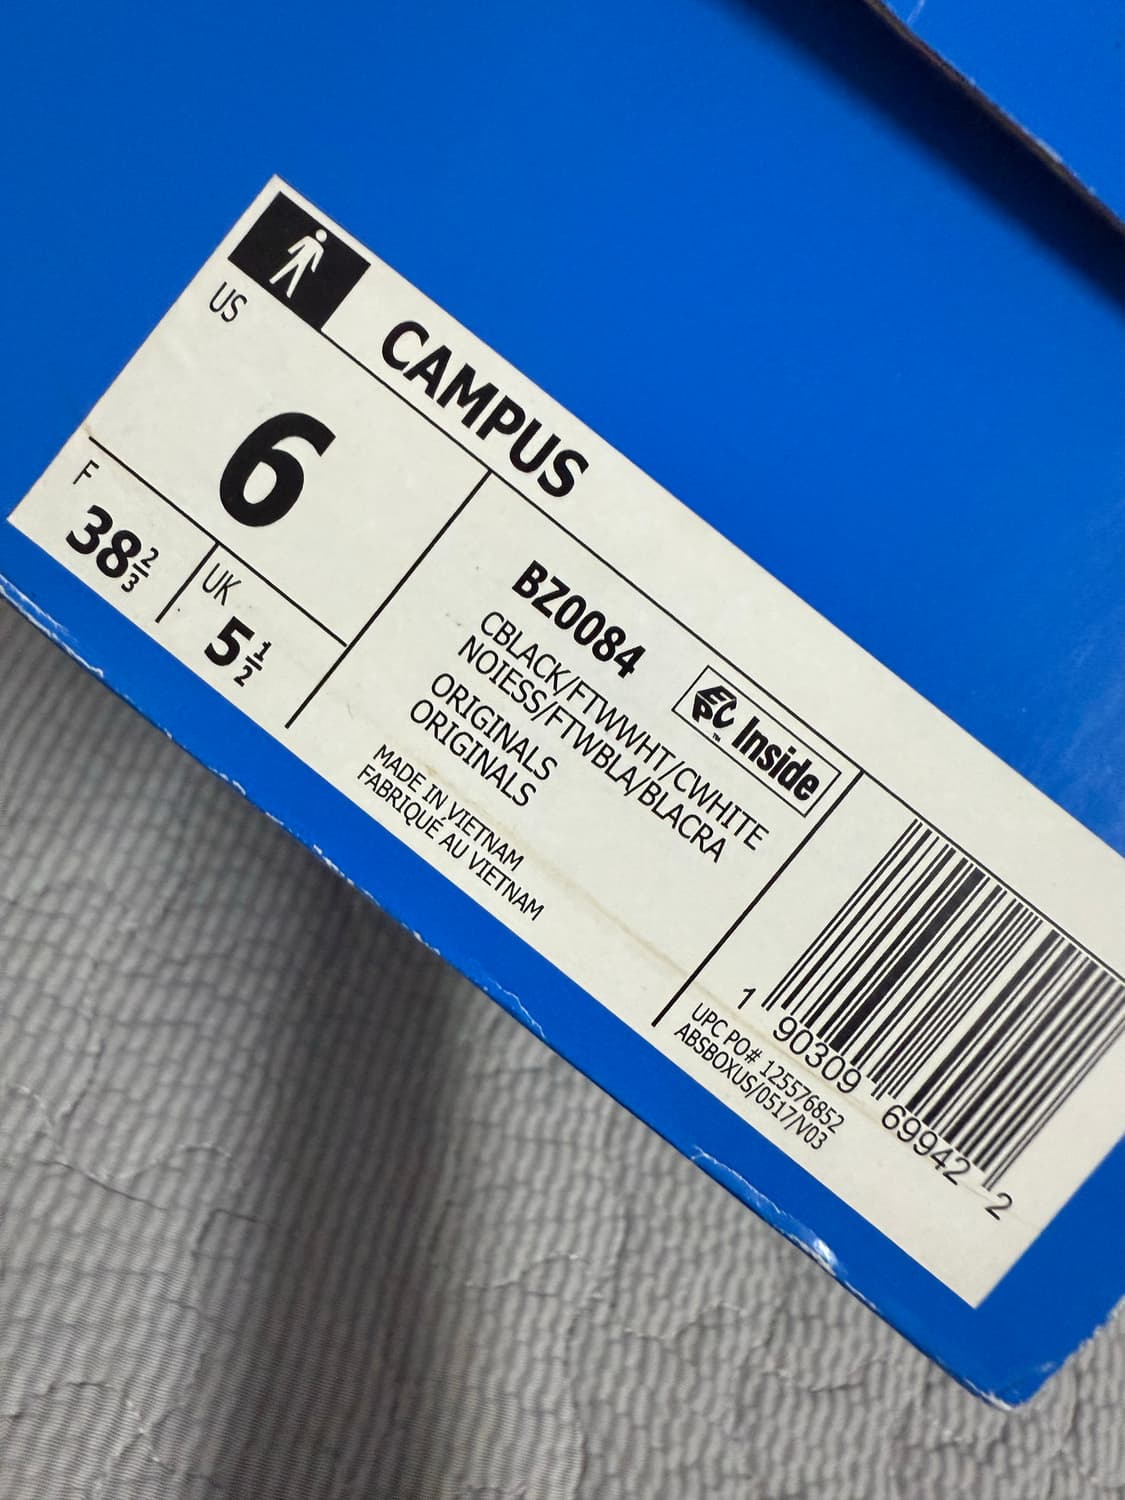 CAMPUS
US
6
F
38 2/3
UK
5 1/2
BZ0084
CBLACK/FTWWHT/CWHITE
NOIESS/FTWBLA/BLACRA
ORIGINALS
ORIGINALS
MADE IN VIETNAM
FABRIQUÉ AU VIETNAM
EPC™ Inside
1 90309 69942 2
UPC PO# 125576852
ABSBOXUS/0517/V03